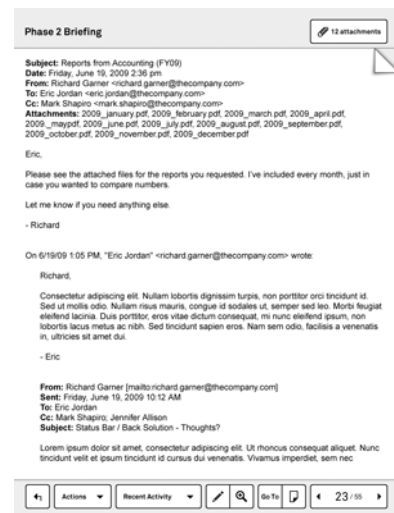 Phase 2 Briefing
12 attachments
Subject: Reports from Accounting (FY09)
Date: Friday, June 19, 2009 2:36 pm
From: Richard Garner <richard.garner@thecompany.com>
To: Eric Jordan <eric.jordan@thecompany.com>
Cc: Mark Shapiro <mark.shapiro@thecompany.com>
Attachments: 2009_january.pdf, 2009_february.pdf, 2009_march.pdf, 2009_april.pdf,
2009_maypdf, 2009_june.pdf, 2009_july.pdf, 2009_august.pdf, 2009_september.pdf,
2009_october.pdf, 2009_november.pdf, 2009_december.pdf
Eric,
Please see the attached files for the reports you requested. I've included every month, just in
case you wanted to compare numbers.
Let me know if you need anything else.
- Richard
On 6/19/09 1:05 PM, "Eric Jordan" <richard.garner@thecompany.com> wrote:
Richard,
Consectetur adipiscing elit. Nullam lobortis dignissim turpis, non porttitor orci tincidunt id.
Sed ut mollis odio. Nullam risus mauris, congue id sodales ut, semper sed leo. Morbi feugiat
eleifend lacinia. Duis porttitor, eros vitae dictum consequat, mi nunc eleifend ipsum, non
lobortis lacus metus ac nibh. Sed tincidunt sapien eros. Nam sem odio, facilisis a venenatis
in, ultricies sit amet dui.
- Eric
From: Richard Garner [mailto:richard.garner@thecompany.com]
Sent: Friday, June 19, 2009 10:12 AM
To: Eric Jordan
Cc: Mark Shapiro; Jennifer Allison
Subject: Status Bar / Back Solution - Thoughts?
Lorem ipsum dolor sit amet, consectetur adipiscing elit. Ut rhoncus consequat aliquet. Nunc
tincidunt velit et ipsum tincidunt id cursus dui venenatis. Vivamus imperdiet, sem nec
Actions Recent Activity Go To 23/55